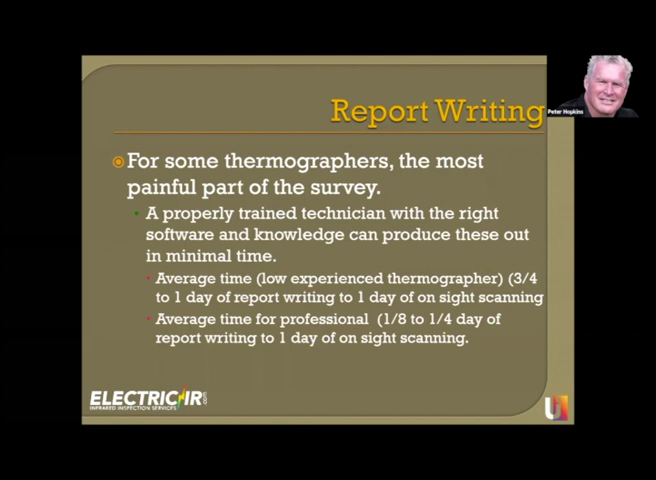 Report Writing
Peter Hopkins
For some thermographers, the most
painful part of the survey.
A properly trained technician with the right
software and knowledge can produce these out
in minimal time.
Average time (low experienced thermographer) (3/4
to 1 day of report writing to 1 day of on sight scanning
Average time for professional (1/8 to 1/4 day of
report writing to 1 day of on sight scanning.
ELECTRIC IR .com
INFRARED INSPECTION SERVICES
U